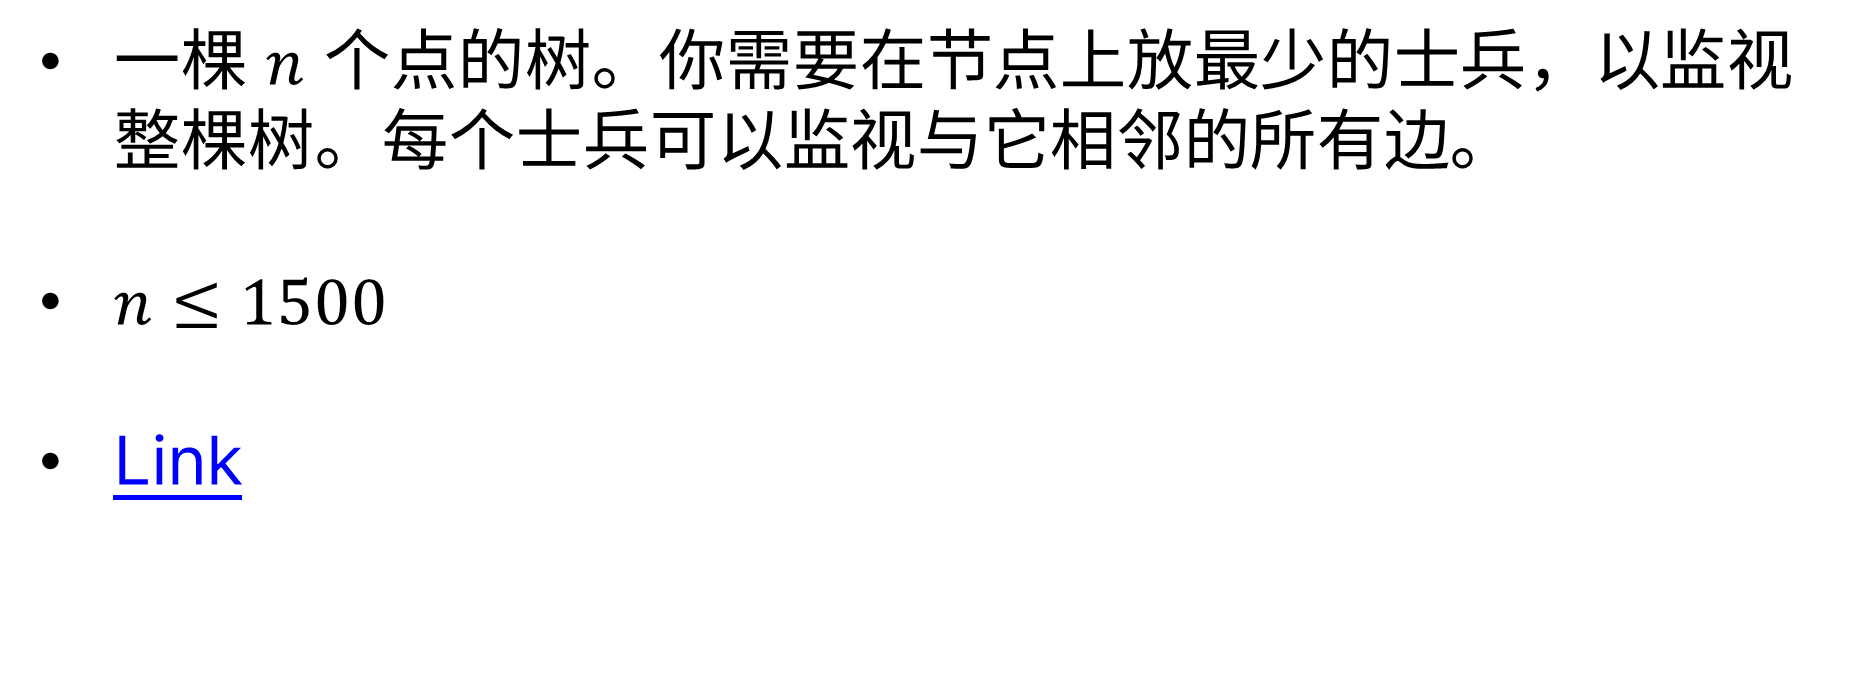 • 一棵 n 个点的树。你需要在节点上放最少的士兵，以监视
整棵树。每个士兵可以监视与它相邻的所有边。
• n ≤ 1500
• Link